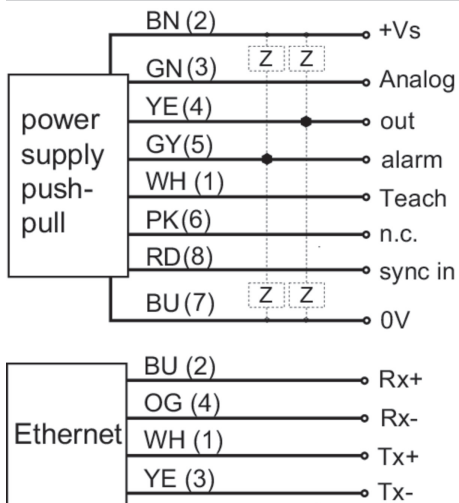 BN (2) +Vs
Z Z
GN (3) Analog
YE (4) out
GY (5) alarm
WH (1) Teach
PK (6) n.c.
RD (8) sync in
Z Z
BU (7) 0V
power
supply
push-
pull
BU (2) Rx+
OG (4) Rx-
WH (1) Tx+
YE (3) Tx-
Ethernet